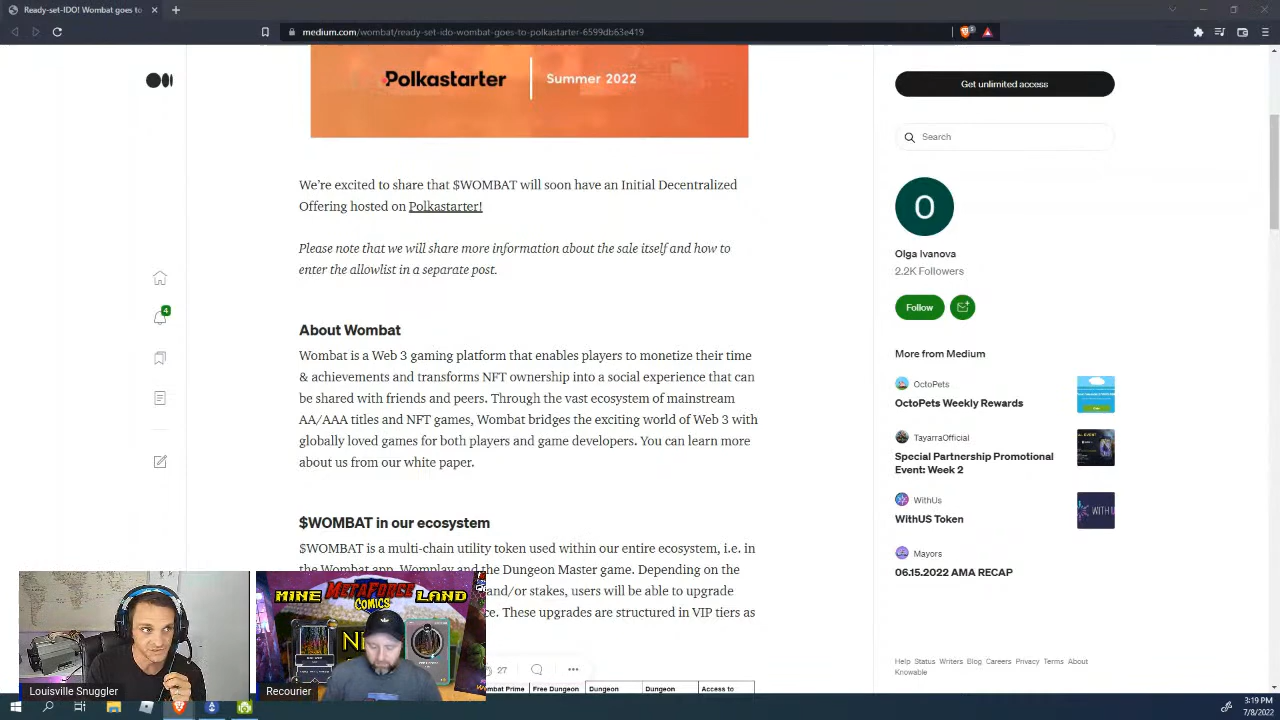 Ready-set-IDO! Wombat goes to
medium.com/wombat/ready-set-ido-wombat-goes-to-polkastarter-6599db63e419
Polkastarter
Summer 2022
We're excited to share that $WOMBAT will soon have an Initial Decentralized
Offering hosted on Polkastarter!
Please note that we will share more information about the sale itself and how to
enter the allowlist in a separate post.
About Wombat
Wombat is a Web 3 gaming platform that enables players to monetize their time
& achievements and transforms NFT ownership into a social experience that can
be shared with friends and peers. Through the vast ecosystem of mainstream
AA/AAA titles and NFT games, Wombat bridges the exciting world of Web 3 with
globally loved games for both players and game developers. You can learn more
about us from our white paper.
$WOMBAT in our ecosystem
$WOMBAT is a multi-chain utility token used within our entire ecosystem, i.e. in
the Wombat app, Womplay and the Dungeon Master game. Depending on the
and/or stakes, users will be able to upgrade
These upgrades are structured in VIP tiers as
27
Prime
Free Dungeon
Dungeon
Dungeon
Access to
4
Get unlimited access
Search
O
Olga Ivanova
2.2K Followers
Follow
More from Medium
OctoPets
OctoPets Weekly Rewards
TayarraOfficial
Special Partnership Promotional
Event: Week 2
WithUs
WithUS Token
WITH U
Mayors
06.15.2022 AMA RECAP
Help Status Writers Blog Careers Privacy Terms About
Knowable
MINE METAFORCE LAND
COMICS
Louisville Snuggler
Recourier
3:19 PM
7/8/2022